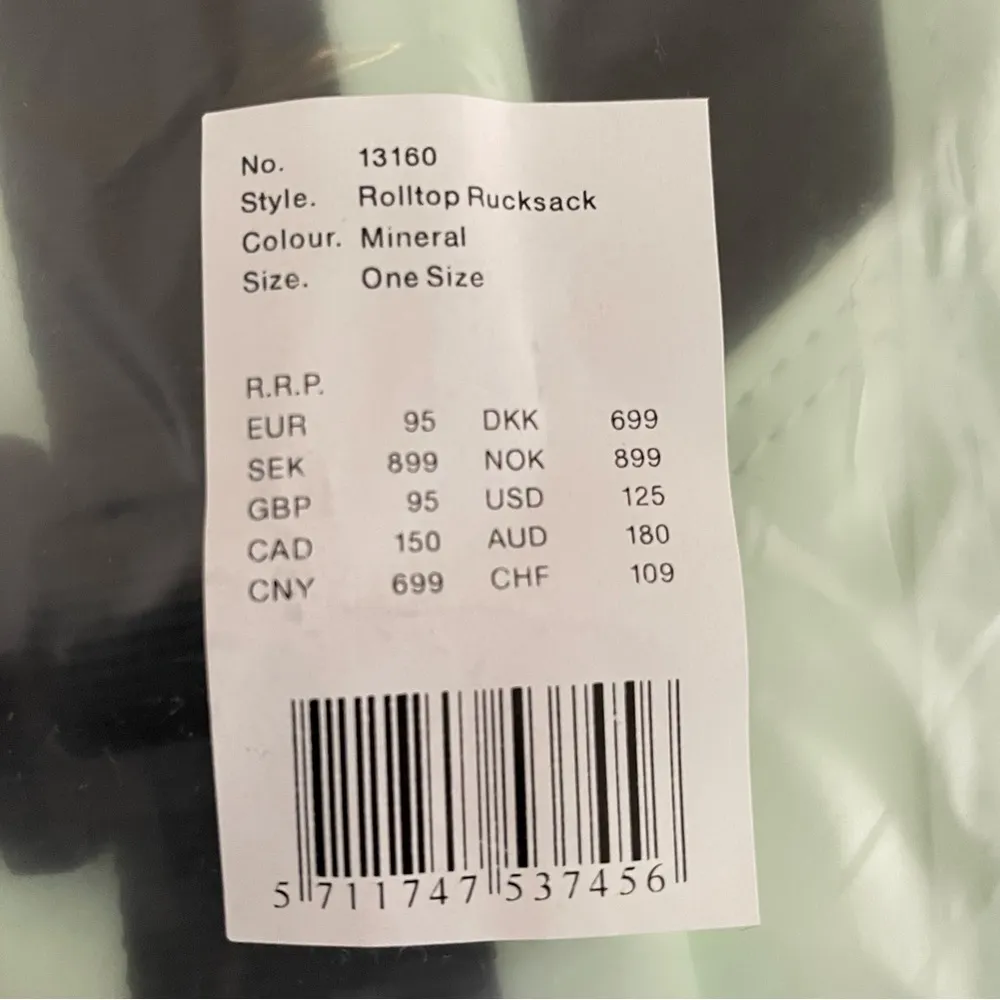 No. 13160
Style. Rolltop Rucksack
Colour. Mineral
Size. One Size
R.R.P.
EUR 95 DKK 699
SEK 899 NOK 899
GBP 95 USD 125
CAD 150 AUD 180
CNY 699 CHF 109
5 711747 537456